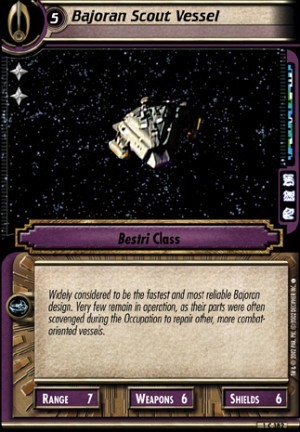 5 Bajoran Scout Vessel
Bestri Class
Widely considered to be the fastest and most reliable Bajoran
design. Very few remain in operation, as their parts were often
scavenged during the Occupation to repair other, more combat-
oriented vessels.
RANGE 7 WEAPONS 6 SHIELDS 6